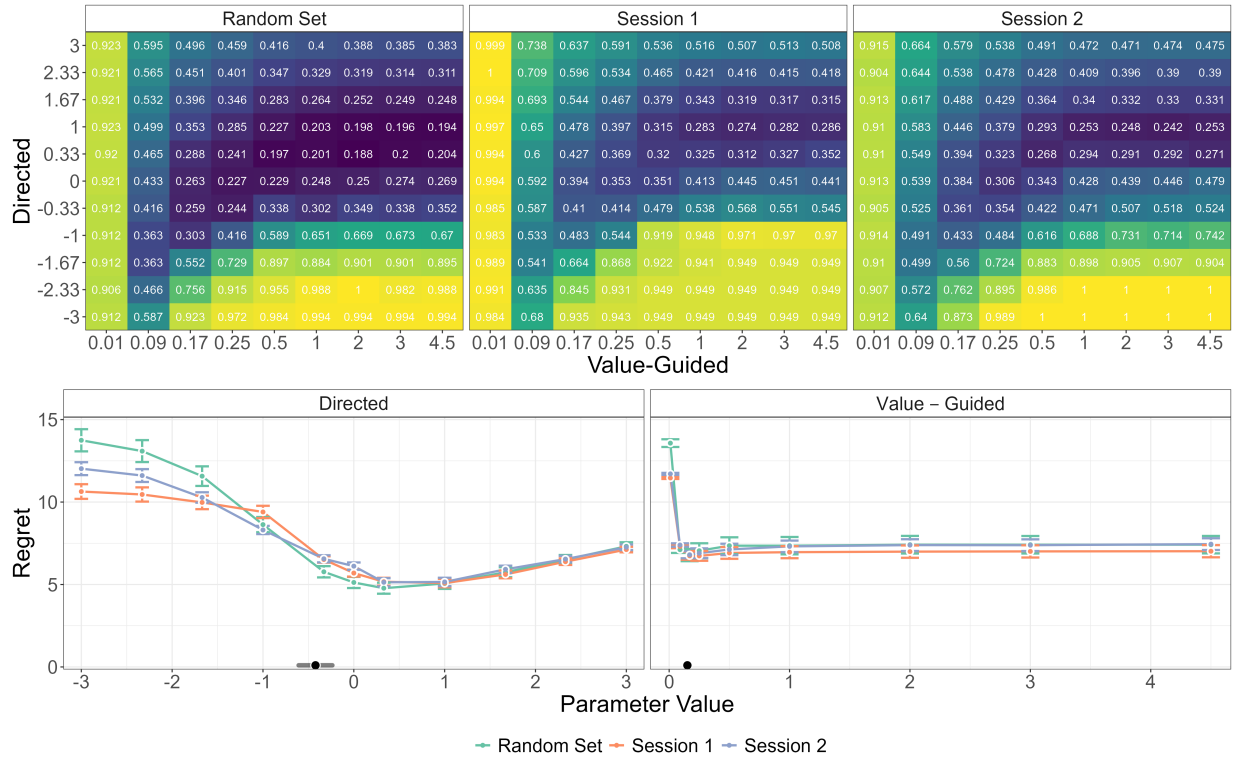 Random Set Session 1 Session 2
3 0.923 0.595 0.496 0.459 0.416 0.4 0.388 0.385 0.383 0.999 0.738 0.637 0.591 0.536 0.516 0.507 0.513 0.508 0.915 0.664 0.579 0.538 0.491 0.472 0.471 0.474 0.475
2.33 0.921 0.565 0.451 0.401 0.347 0.329 0.319 0.314 0.311 1 0.709 0.596 0.534 0.465 0.421 0.416 0.415 0.418 0.904 0.644 0.538 0.478 0.428 0.409 0.396 0.39 0.39
1.67 0.921 0.532 0.396 0.346 0.283 0.264 0.252 0.249 0.248 0.994 0.693 0.544 0.467 0.379 0.343 0.319 0.317 0.315 0.913 0.617 0.488 0.429 0.364 0.34 0.332 0.33 0.331
1 0.923 0.499 0.353 0.285 0.227 0.203 0.198 0.196 0.194 0.997 0.65 0.478 0.397 0.315 0.283 0.274 0.282 0.286 0.91 0.583 0.446 0.379 0.293 0.253 0.248 0.242 0.253
0.33 0.92 0.465 0.288 0.241 0.197 0.201 0.188 0.2 0.204 0.994 0.6 0.427 0.369 0.32 0.325 0.312 0.327 0.352 0.91 0.549 0.394 0.323 0.268 0.294 0.291 0.292 0.271
0 0.921 0.433 0.263 0.227 0.229 0.248 0.25 0.274 0.269 0.994 0.592 0.394 0.353 0.351 0.413 0.445 0.451 0.441 0.913 0.539 0.384 0.306 0.343 0.428 0.439 0.446 0.479
-0.33 0.912 0.416 0.259 0.244 0.338 0.302 0.349 0.338 0.352 0.985 0.587 0.41 0.414 0.479 0.538 0.568 0.551 0.545 0.905 0.525 0.361 0.354 0.422 0.471 0.507 0.518 0.524
-1 0.912 0.363 0.303 0.416 0.589 0.651 0.669 0.673 0.67 0.983 0.533 0.483 0.544 0.919 0.948 0.971 0.97 0.97 0.914 0.491 0.433 0.484 0.616 0.688 0.731 0.714 0.742
-1.67 0.912 0.363 0.552 0.729 0.897 0.884 0.901 0.901 0.895 0.989 0.541 0.664 0.868 0.922 0.941 0.949 0.949 0.949 0.91 0.499 0.56 0.724 0.883 0.898 0.905 0.907 0.904
-2.33 0.906 0.466 0.756 0.915 0.955 0.988 1 0.982 0.988 0.991 0.635 0.845 0.931 0.949 0.949 0.949 0.949 0.949 0.907 0.572 0.762 0.895 0.986 1 1 1 1
-3 0.912 0.587 0.923 0.972 0.984 0.994 0.994 0.994 0.994 0.984 0.68 0.935 0.943 0.949 0.949 0.949 0.949 0.949 0.912 0.64 0.873 0.989 1 1 1 1 1
Directed
0.01 0.09 0.17 0.25 0.5 1 2 3 4.5 0.01 0.09 0.17 0.25 0.5 1 2 3 4.5 0.01 0.09 0.17 0.25 0.5 1 2 3 4.5
Value-Guided
Directed Value – Guided
15
10
5
0
Regret
-3 -2 -1 0 1 2 3 0 1 2 3 4
Parameter Value
Random Set Session 1 Session 2